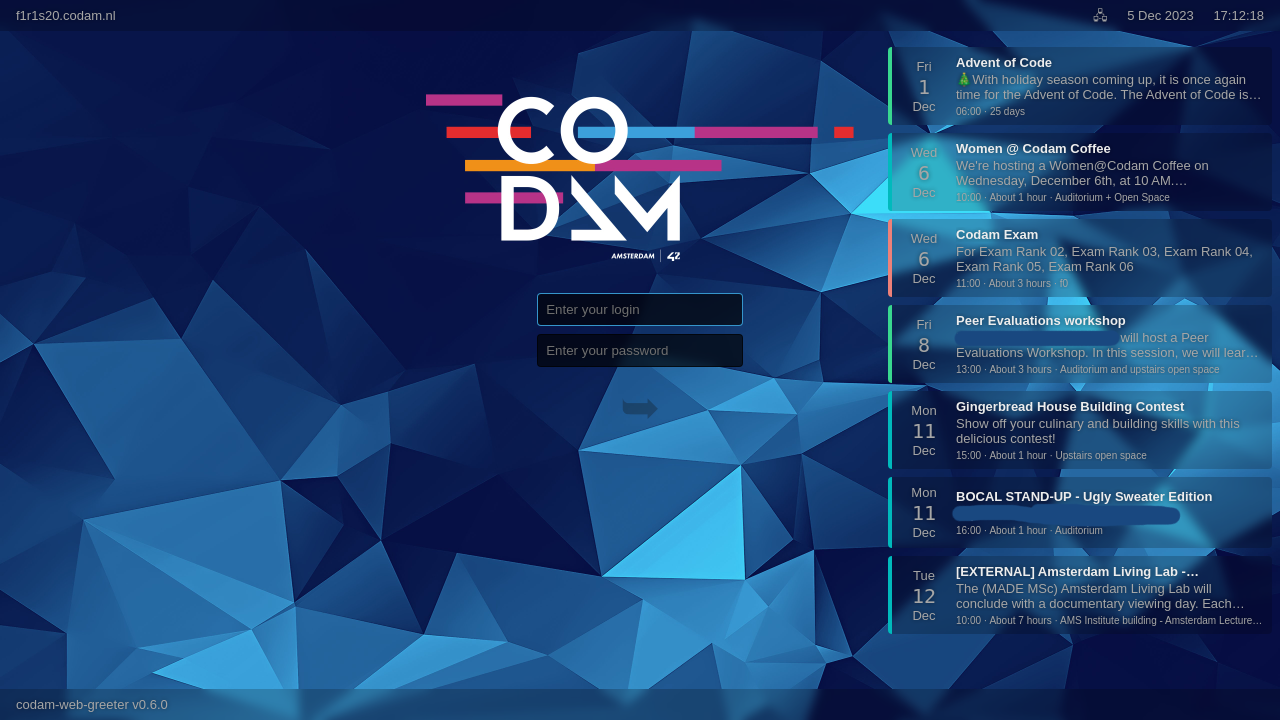 f1r1s20.codam.nl
5 Dec 2023 17:12:18
CO
DAM
AMSTERDAM 42
Enter your login
Enter your password
Fri
1
Dec
Advent of Code
🎄With holiday season coming up, it is once again
time for the Advent of Code. The Advent of Code is…
06:00 · 25 days
Wed
6
Dec
Women @ Codam Coffee
We're hosting a Women@Codam Coffee on
Wednesday, December 6th, at 10 AM.…
10:00 · About 1 hour · Auditorium + Open Space
Wed
6
Dec
Codam Exam
For Exam Rank 02, Exam Rank 03, Exam Rank 04,
Exam Rank 05, Exam Rank 06
11:00 · About 3 hours · f0
Fri
8
Dec
Peer Evaluations workshop
will host a Peer
Evaluations Workshop. In this session, we will lear…
13:00 · About 3 hours · Auditorium and upstairs open space
Mon
11
Dec
Gingerbread House Building Contest
Show off your culinary and building skills with this
delicious contest!
15:00 · About 1 hour · Upstairs open space
Mon
11
Dec
BOCAL STAND-UP - Ugly Sweater Edition
16:00 · About 1 hour · Auditorium
Tue
12
Dec
[EXTERNAL] Amsterdam Living Lab -…
The (MADE MSc) Amsterdam Living Lab will
conclude with a documentary viewing day. Each…
10:00 · About 7 hours · AMS Institute building - Amsterdam Lecture…
codam-web-greeter v0.6.0